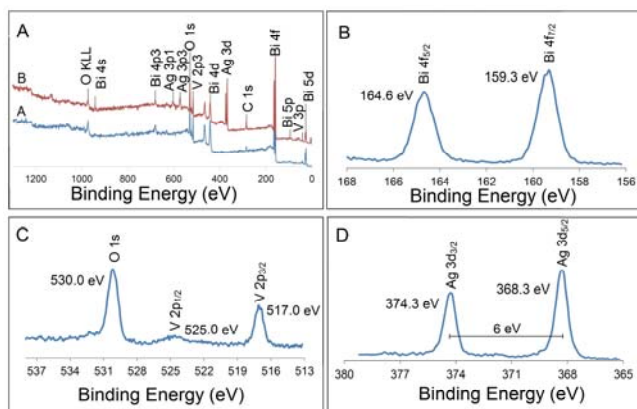 A
O KLL
Bi 4s
Bi 4p3
Ag 3p1
Ag 3p3
O 1s
V 2p3
Bi 4d
Ag 3d
C 1s
Bi 4f
Bi 5p
V 3p
Bi 5d
B
A
1200 1000 800 600 400 200 0
Binding Energy (eV)
B
Bi 4f5/2
Bi 4f7/2
164.6 eV
159.3 eV
168 166 164 162 160 158 156
Binding Energy (eV)
C
O 1s
530.0 eV
V 2p1/2
525.0 eV
V 2p3/2
517.0 eV
537 534 531 528 525 522 519 516 513
Binding Energy (eV)
D
Ag 3d3/2
Ag 3d5/2
374.3 eV
368.3 eV
6 eV
380 377 374 371 368 365
Binding Energy (eV)